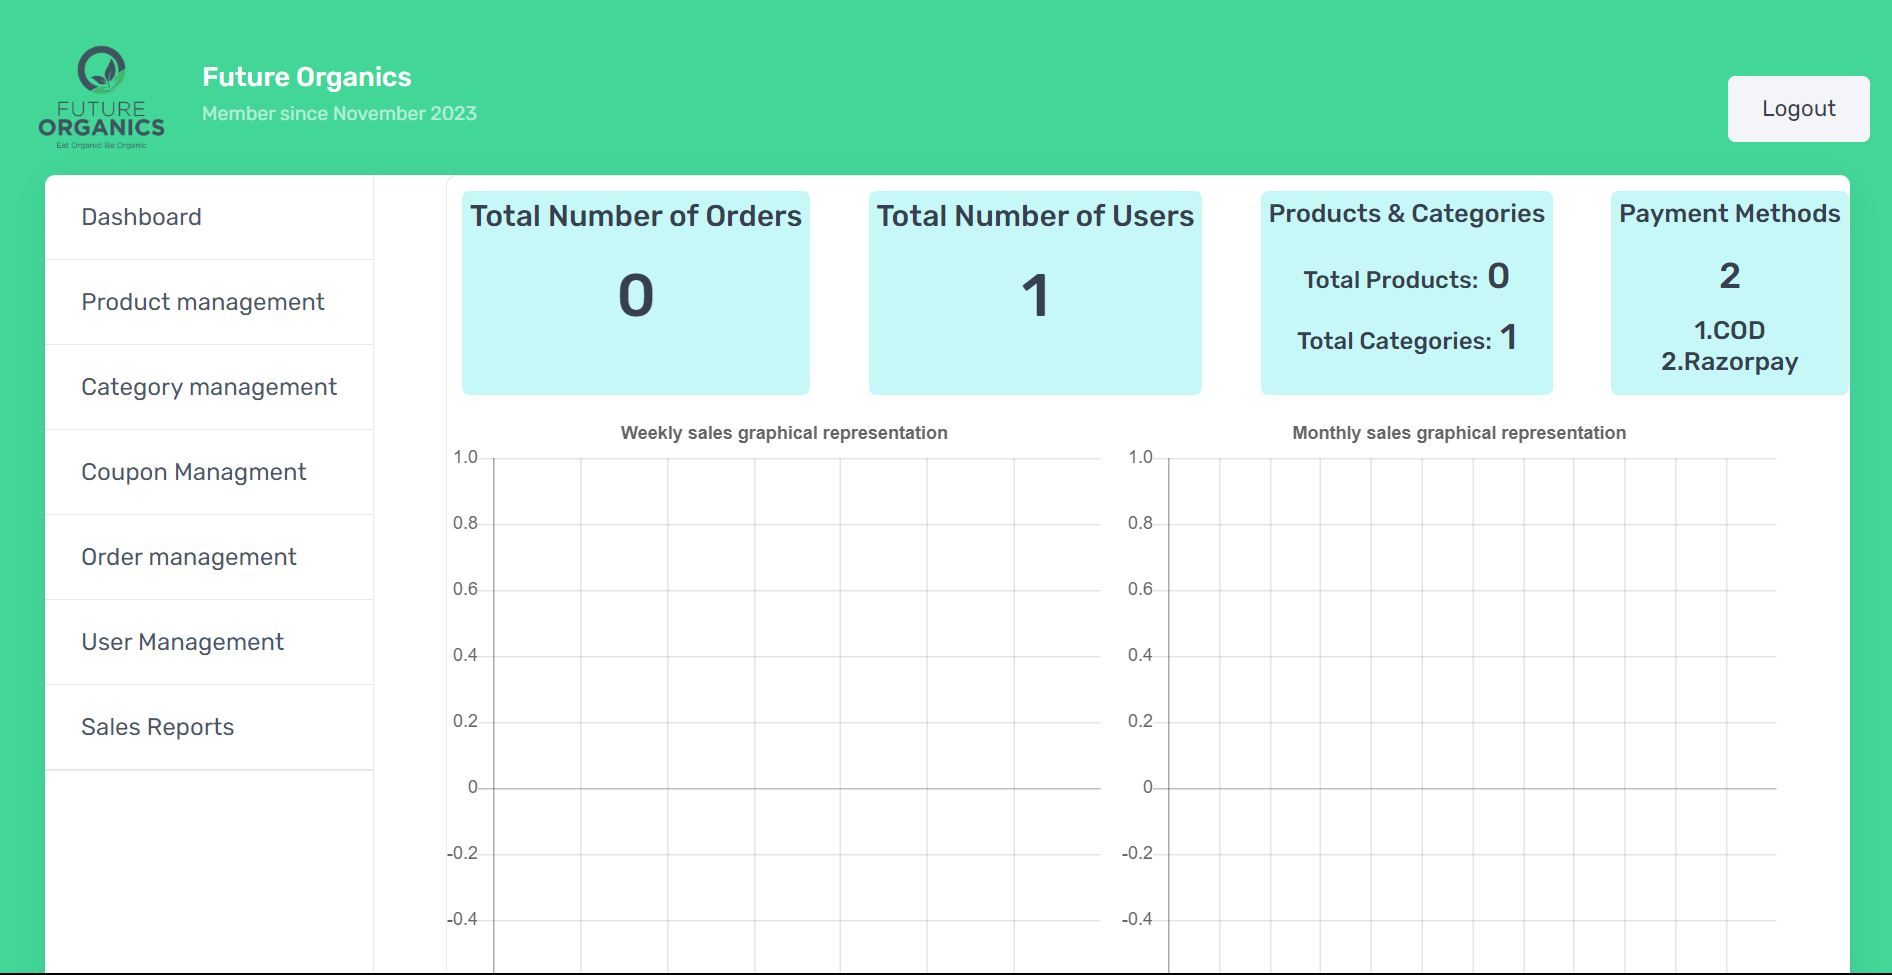 FUTURE
ORGANICS
Eat Organic! Be Organic
Future Organics
Member since November 2023
Logout
Dashboard
Product management
Category management
Coupon Managment
Order management
User Management
Sales Reports
Total Number of Orders
0
Total Number of Users
1
Products & Categories
Total Products: 0
Total Categories: 1
Payment Methods
2
1.COD
2.Razorpay
Weekly sales graphical representation
1.0
0.8
0.6
0.4
0.2
0
-0.2
-0.4
Monthly sales graphical representation
1.0
0.8
0.6
0.4
0.2
0
-0.2
-0.4